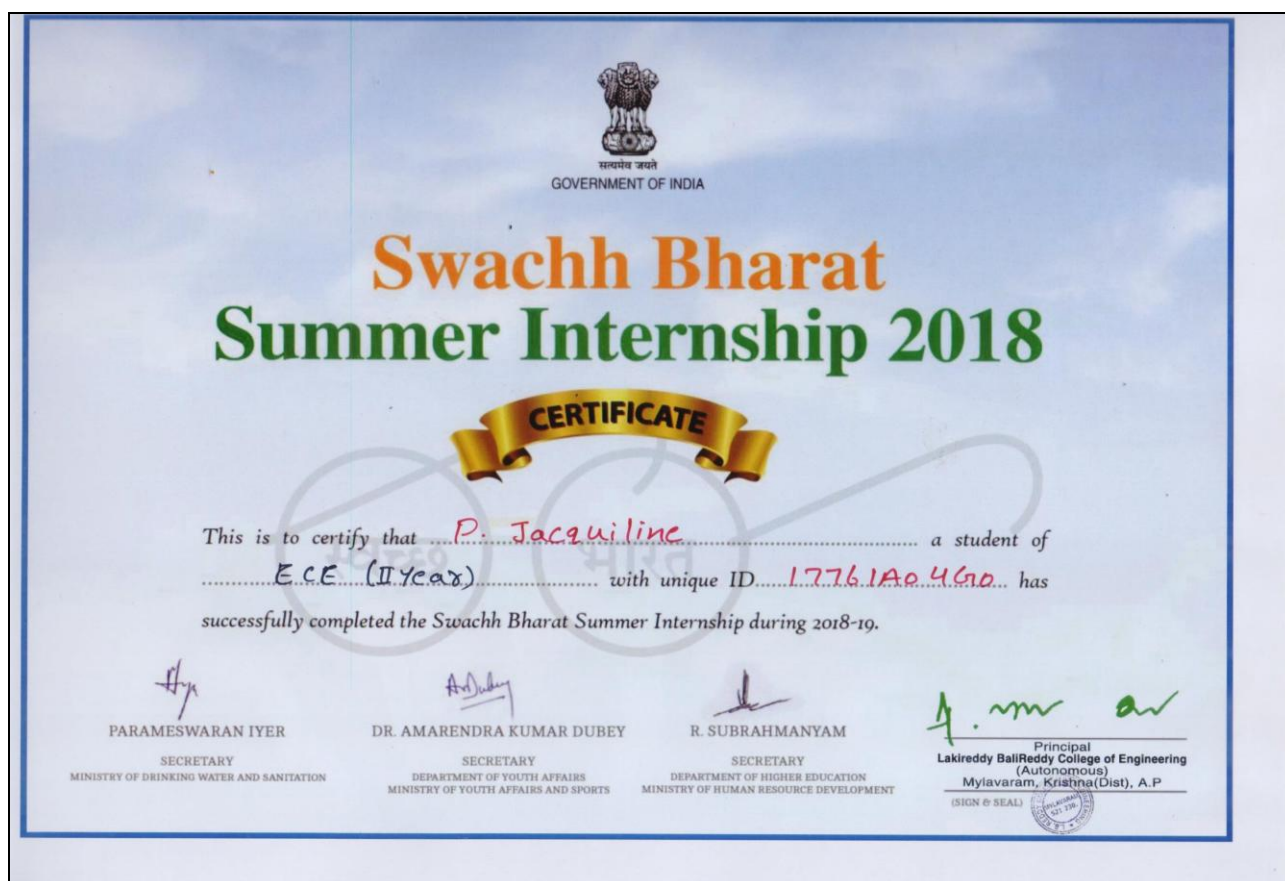 सत्यमेव जयते
GOVERNMENT OF INDIA
Swachh Bharat
Summer Internship 2018
CERTIFICATE
स्वच्छ भारत
This is to certify that ....P. Jacquiline.... a student of
....ECE (II Year).... with unique ID....17761A04G0.... has
successfully completed the Swachh Bharat Summer Internship during 2018-19.
PARAMESWARAN IYER
SECRETARY
MINISTRY OF DRINKING WATER AND SANITATION
DR. AMARENDRA KUMAR DUBEY
SECRETARY
DEPARTMENT OF YOUTH AFFAIRS
MINISTRY OF YOUTH AFFAIRS AND SPORTS
R. SUBRAHMANYAM
SECRETARY
DEPARTMENT OF HIGHER EDUCATION
MINISTRY OF HUMAN RESOURCE DEVELOPMENT
Principal
Lakireddy BaliReddy College of Engineering
(Autonomous)
Mylavaram, Krishna(Dist), A.P
(SIGN & SEAL)